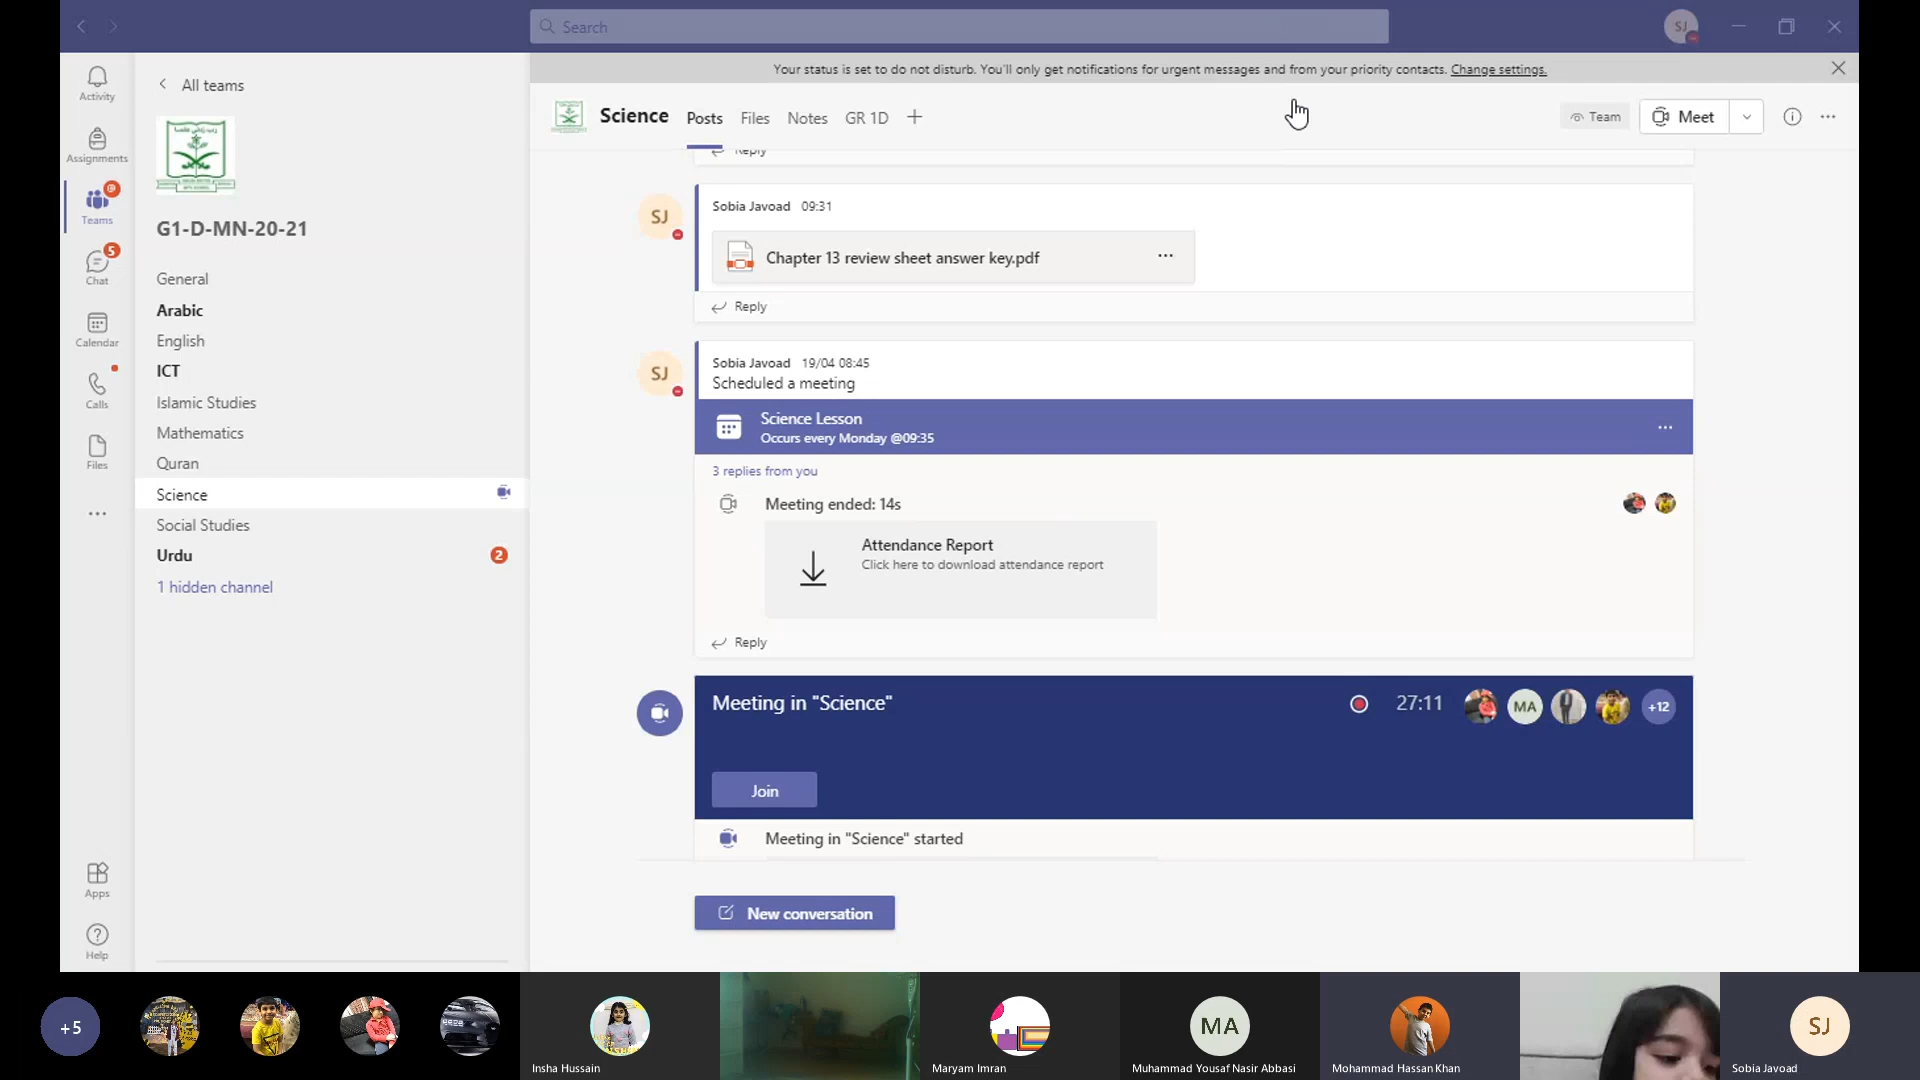 Search
SJ
Your status is set to do not disturb. You'll only get notifications for urgent messages and from your priority contacts. Change settings.
Activity
Assignments
Teams
Chat
5
Calendar
Calls
Files
Apps
Help
All teams
G1-D-MN-20-21
General
Arabic
English
ICT
Islamic Studies
Mathematics
Quran
Science
Social Studies
Urdu
2
1 hidden channel
Science
Posts
Files
Notes
GR 1D
Team
Meet
Reply
SJ
Sobia Javoad 09:31
Chapter 13 review sheet answer key.pdf
Reply
SJ
Sobia Javoad 19/04 08:45
Scheduled a meeting
Science Lesson
Occurs every Monday @09:35
3 replies from you
Meeting ended: 14s
Attendance Report
Click here to download attendance report
Reply
Meeting in "Science"
27:11
MA
+12
Join
Meeting in "Science" started
New conversation
+5
Insha Hussain
Maryam Imran
MA
Muhammad Yousaf Nasir Abbasi
Mohammad Hassan Khan
SJ
Sobia Javoad